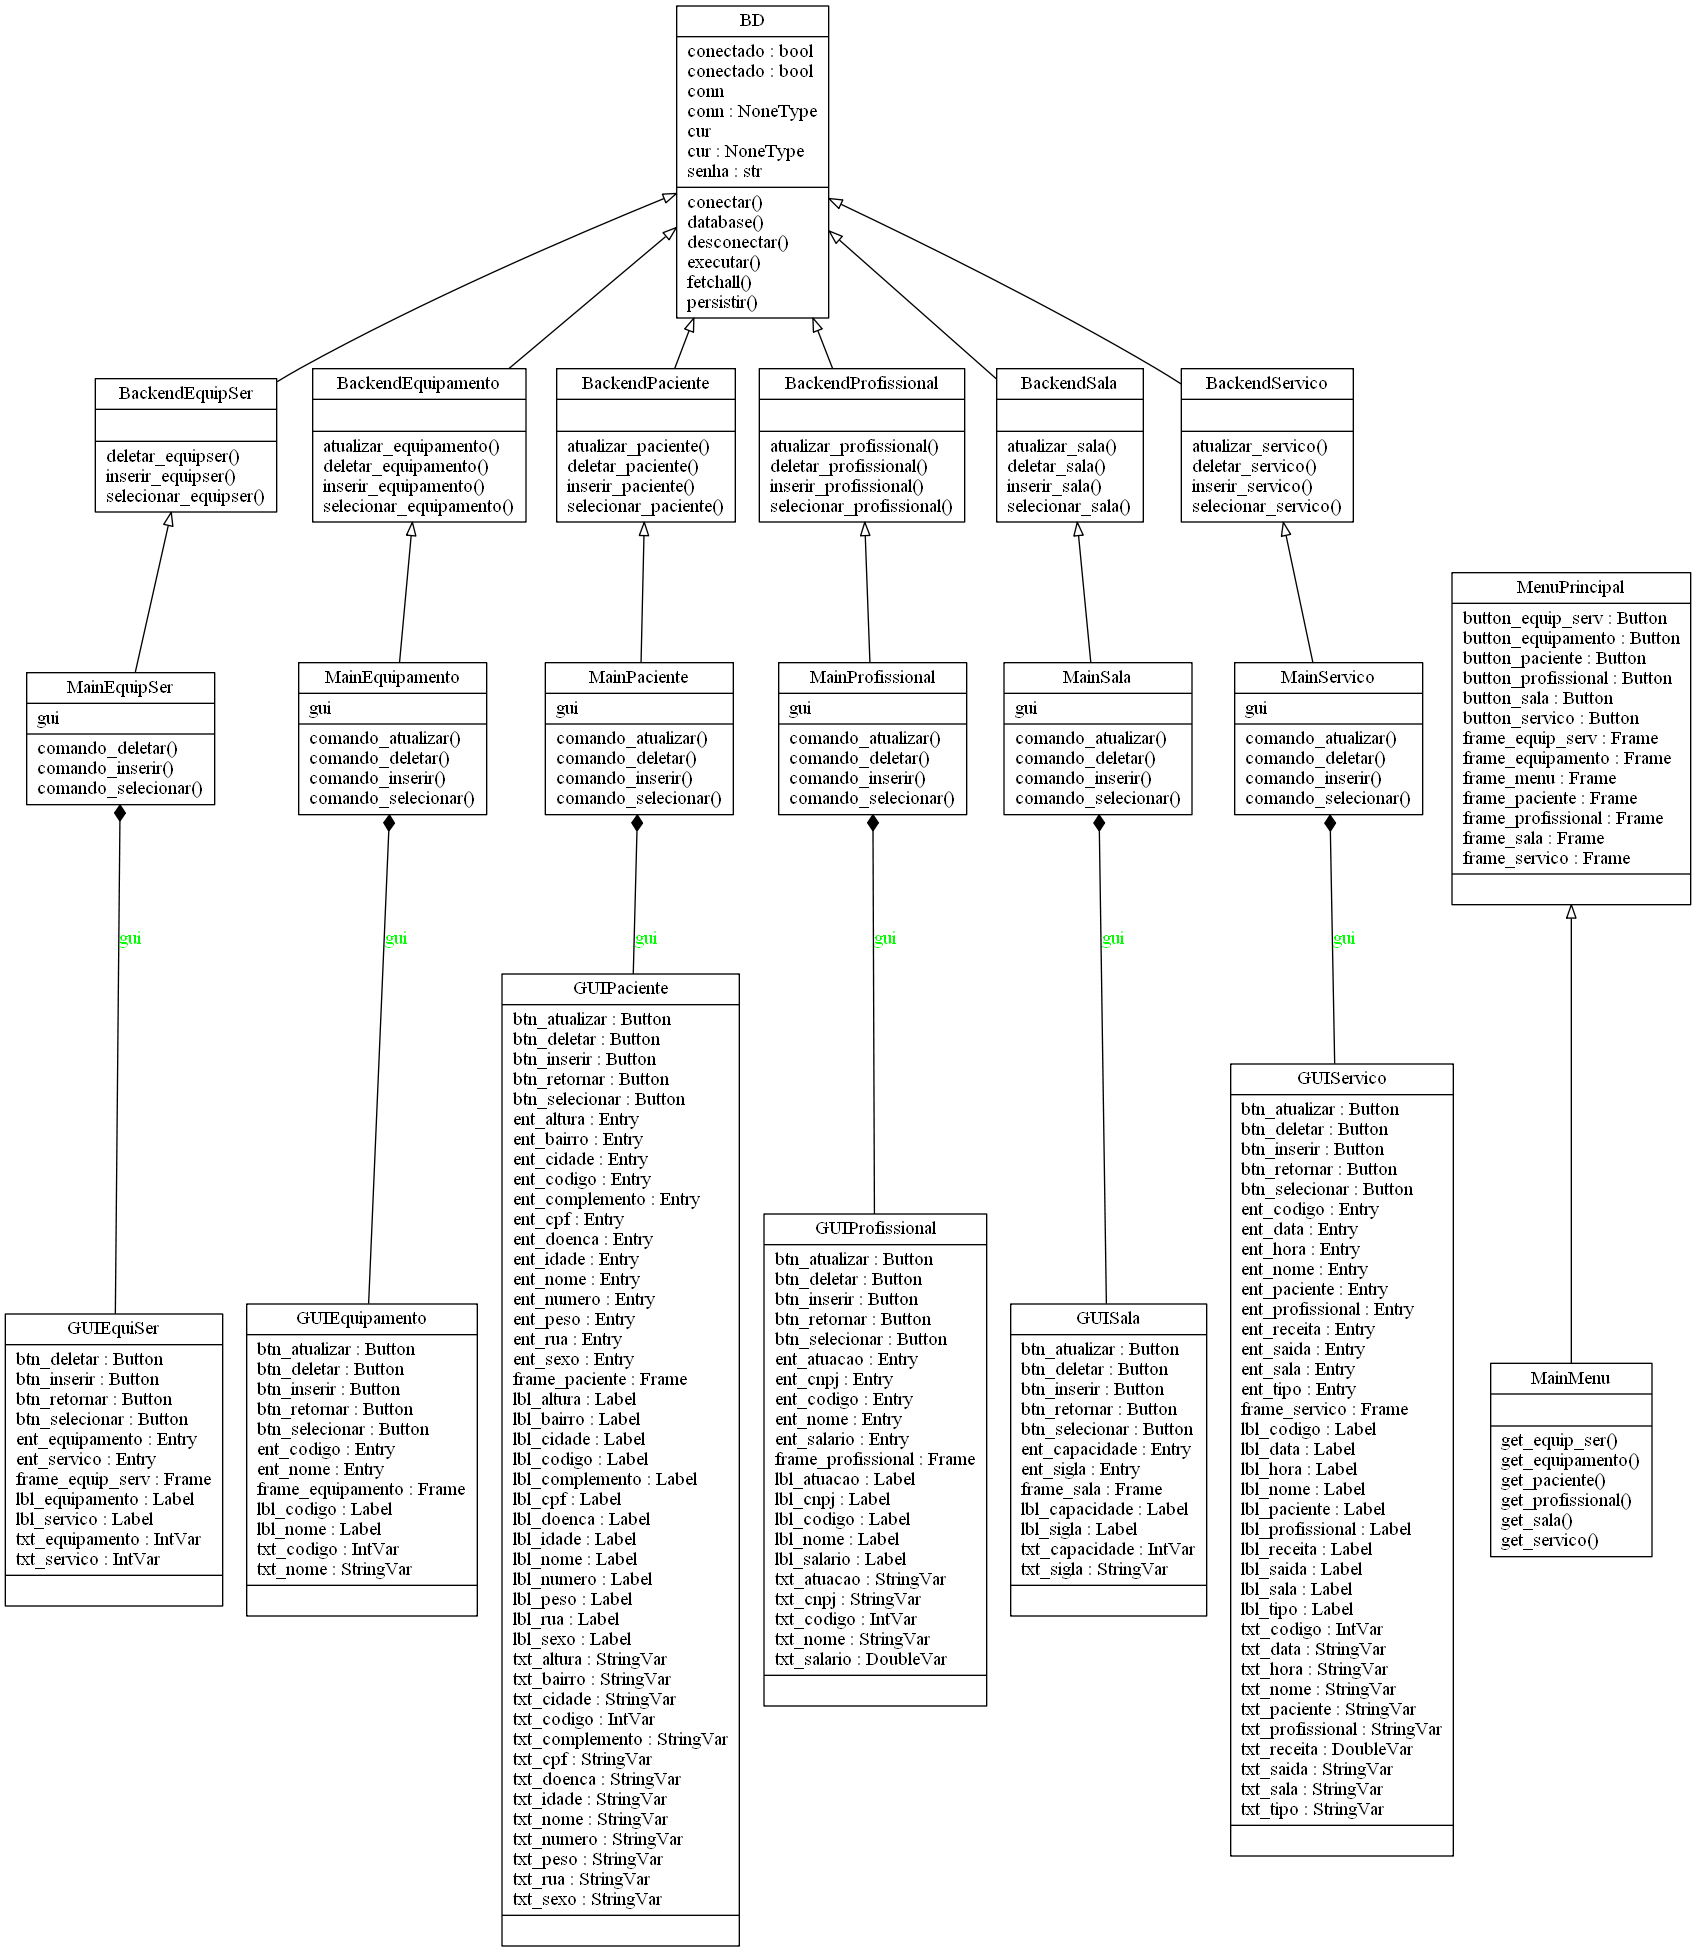 BD
conectado : bool
conectado : bool
conn
conn : NoneType
cur
cur : NoneType
senha : str
conectar()
database()
desconectar()
executar()
fetchall()
persistir()
BackendEquipSer
deletar_equipser()
inserir_equipser()
selecionar_equipser()
BackendEquipamento
atualizar_equipamento()
deletar_equipamento()
inserir_equipamento()
selecionar_equipamento()
BackendPaciente
atualizar_paciente()
deletar_paciente()
inserir_paciente()
selecionar_paciente()
BackendProfissional
atualizar_profissional()
deletar_profissional()
inserir_profissional()
selecionar_profissional()
BackendSala
atualizar_sala()
deletar_sala()
inserir_sala()
selecionar_sala()
BackendServico
atualizar_servico()
deletar_servico()
inserir_servico()
selecionar_servico()
MenuPrincipal
button_equip_serv : Button
button_equipamento : Button
button_paciente : Button
button_profissional : Button
button_sala : Button
button_servico : Button
frame_equip_serv : Frame
frame_equipamento : Frame
frame_menu : Frame
frame_paciente : Frame
frame_profissional : Frame
frame_sala : Frame
frame_servico : Frame
MainEquipSer
gui
comando_deletar()
comando_inserir()
comando_selecionar()
MainEquipamento
gui
comando_atualizar()
comando_deletar()
comando_inserir()
comando_selecionar()
MainPaciente
gui
comando_atualizar()
comando_deletar()
comando_inserir()
comando_selecionar()
MainProfissional
gui
comando_atualizar()
comando_deletar()
comando_inserir()
comando_selecionar()
MainSala
gui
comando_atualizar()
comando_deletar()
comando_inserir()
comando_selecionar()
MainServico
gui
comando_atualizar()
comando_deletar()
comando_inserir()
comando_selecionar()
gui
gui
gui
gui
gui
gui
GUIEquiSer
btn_deletar : Button
btn_inserir : Button
btn_retornar : Button
btn_selecionar : Button
ent_equipamento : Entry
ent_servico : Entry
frame_equip_serv : Frame
lbl_equipamento : Label
lbl_servico : Label
txt_equipamento : IntVar
txt_servico : IntVar
GUIEquipamento
btn_atualizar : Button
btn_deletar : Button
btn_inserir : Button
btn_retornar : Button
btn_selecionar : Button
ent_codigo : Entry
ent_nome : Entry
frame_equipamento : Frame
lbl_codigo : Label
lbl_nome : Label
txt_codigo : IntVar
txt_nome : StringVar
GUIPaciente
btn_atualizar : Button
btn_deletar : Button
btn_inserir : Button
btn_retornar : Button
btn_selecionar : Button
ent_altura : Entry
ent_bairro : Entry
ent_cidade : Entry
ent_codigo : Entry
ent_complemento : Entry
ent_cpf : Entry
ent_doenca : Entry
ent_idade : Entry
ent_nome : Entry
ent_numero : Entry
ent_peso : Entry
ent_rua : Entry
ent_sexo : Entry
frame_paciente : Frame
lbl_altura : Label
lbl_bairro : Label
lbl_cidade : Label
lbl_codigo : Label
lbl_complemento : Label
lbl_cpf : Label
lbl_doenca : Label
lbl_idade : Label
lbl_nome : Label
lbl_numero : Label
lbl_peso : Label
lbl_rua : Label
lbl_sexo : Label
txt_altura : StringVar
txt_bairro : StringVar
txt_cidade : StringVar
txt_codigo : IntVar
txt_complemento : StringVar
txt_cpf : StringVar
txt_doenca : StringVar
txt_idade : StringVar
txt_nome : StringVar
txt_numero : StringVar
txt_peso : StringVar
txt_rua : StringVar
txt_sexo : StringVar
GUIProfissional
btn_atualizar : Button
btn_deletar : Button
btn_inserir : Button
btn_retornar : Button
btn_selecionar : Button
ent_atuacao : Entry
ent_cnpj : Entry
ent_codigo : Entry
ent_nome : Entry
ent_salario : Entry
frame_profissional : Frame
lbl_atuacao : Label
lbl_cnpj : Label
lbl_codigo : Label
lbl_nome : Label
lbl_salario : Label
txt_atuacao : StringVar
txt_cnpj : StringVar
txt_codigo : IntVar
txt_nome : StringVar
txt_salario : DoubleVar
GUISala
btn_atualizar : Button
btn_deletar : Button
btn_inserir : Button
btn_retornar : Button
btn_selecionar : Button
ent_capacidade : Entry
ent_sigla : Entry
frame_sala : Frame
lbl_capacidade : Label
lbl_sigla : Label
txt_capacidade : IntVar
txt_sigla : StringVar
GUIServico
btn_atualizar : Button
btn_deletar : Button
btn_inserir : Button
btn_retornar : Button
btn_selecionar : Button
ent_codigo : Entry
ent_data : Entry
ent_hora : Entry
ent_nome : Entry
ent_paciente : Entry
ent_profissional : Entry
ent_receita : Entry
ent_saida : Entry
ent_sala : Entry
ent_tipo : Entry
frame_servico : Frame
lbl_codigo : Label
lbl_data : Label
lbl_hora : Label
lbl_nome : Label
lbl_paciente : Label
lbl_profissional : Label
lbl_receita : Label
lbl_saida : Label
lbl_sala : Label
lbl_tipo : Label
txt_codigo : IntVar
txt_data : StringVar
txt_hora : StringVar
txt_nome : StringVar
txt_paciente : StringVar
txt_profissional : StringVar
txt_receita : DoubleVar
txt_saida : StringVar
txt_sala : StringVar
txt_tipo : StringVar
MainMenu
get_equip_ser()
get_equipamento()
get_paciente()
get_profissional()
get_sala()
get_servico()